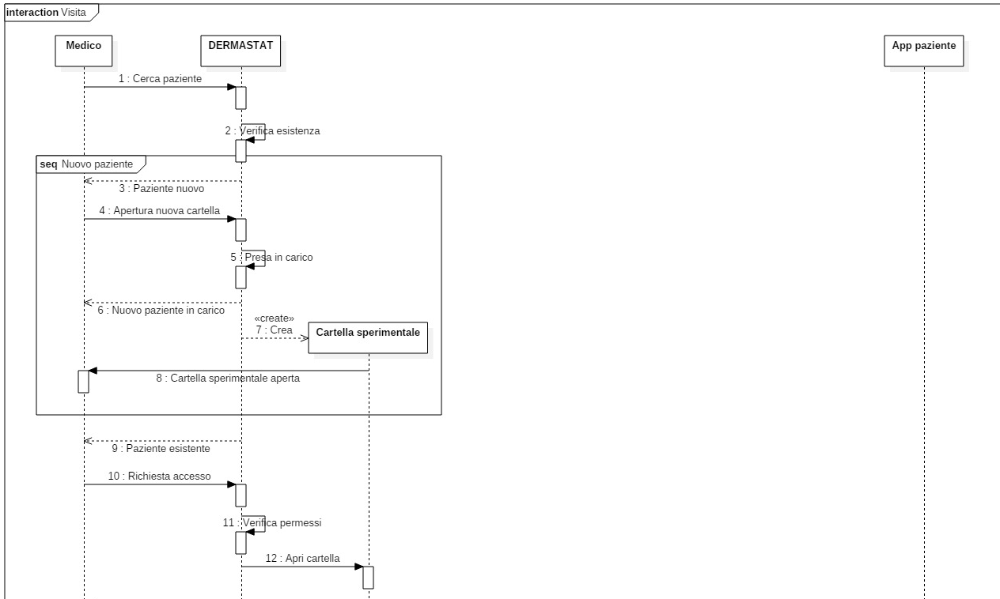 interaction Visita
Medico
DERMASTAT
App paziente
1 : Cerca paziente
2 : Verifica esistenza
seq Nuovo paziente
3 : Paziente nuovo
4 : Apertura nuova cartella
5 : Presa in carico
6 : Nuovo paziente in carico
«create»
7 : Crea
Cartella sperimentale
8 : Cartella sperimentale aperta
9 : Paziente esistente
10 : Richiesta accesso
11 : Verifica permessi
12 : Apri cartella